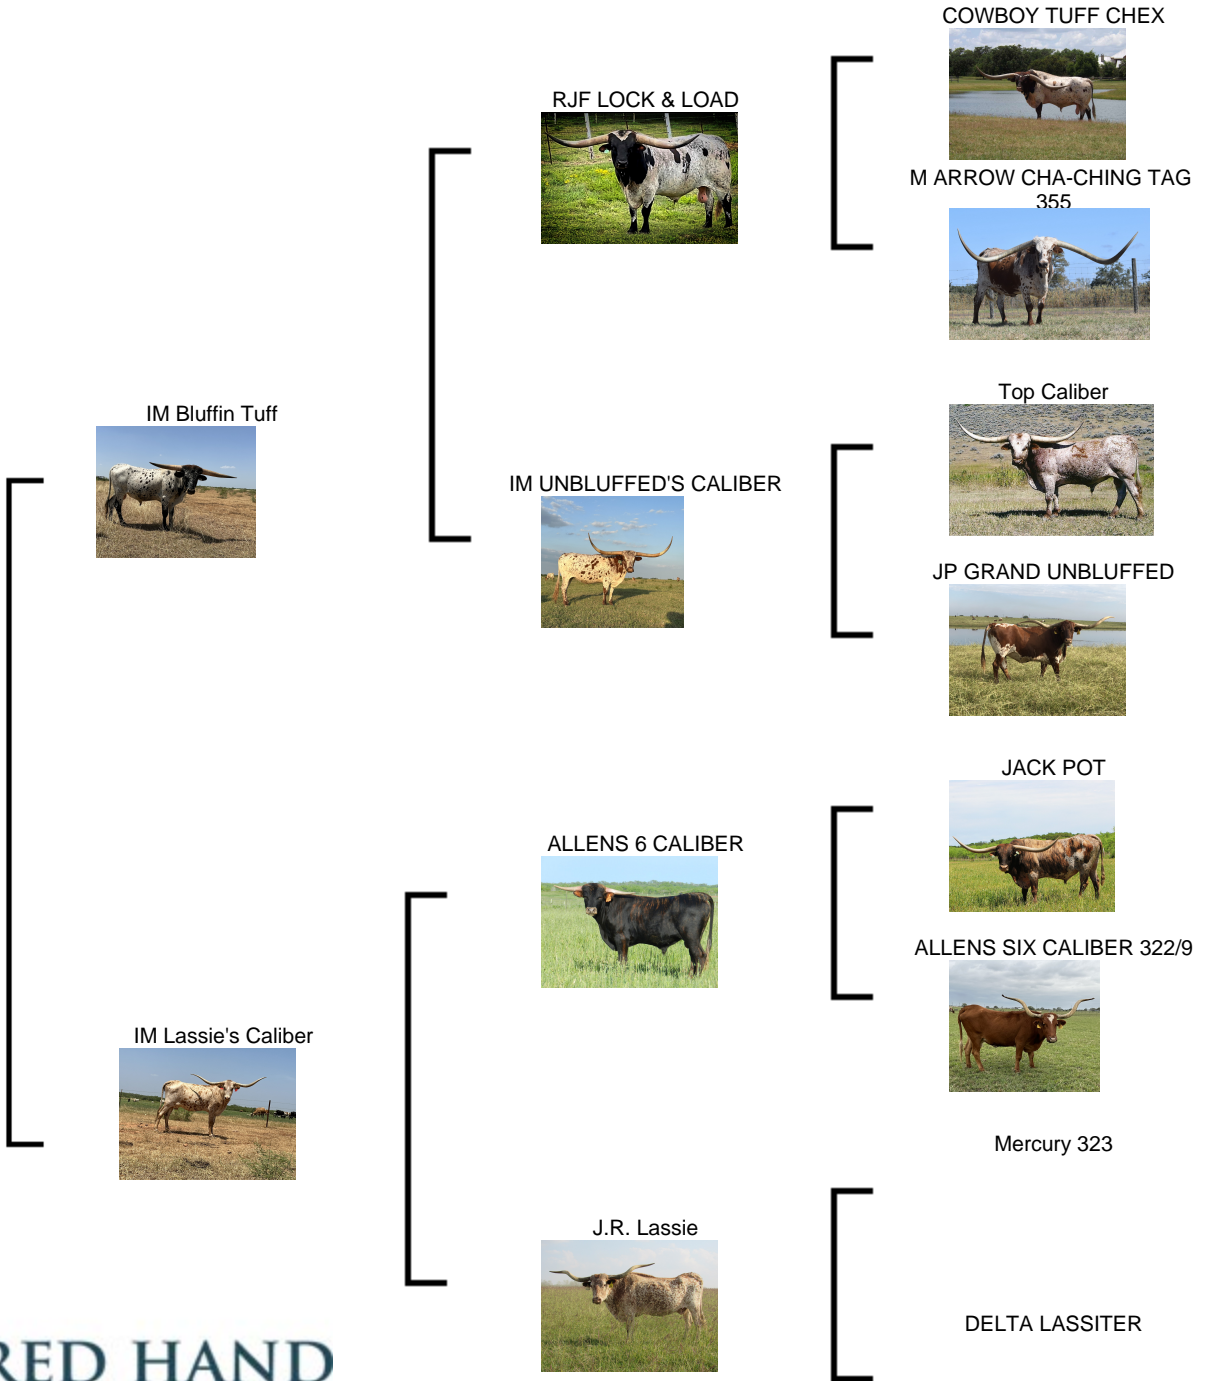 COWBOY TUFF CHEX
RJF LOCK & LOAD
M ARROW CHA-CHING TAG
355
Top Caliber
IM Bluffin Tuff
IM UNBLUFFED'S CALIBER
JP GRAND UNBLUFFED
JACK POT
ALLENS 6 CALIBER
ALLENS SIX CALIBER 322/9
IM Lassie's Caliber
Mercury 323
J.R. Lassie
DELTA LASSITER
RED HAND